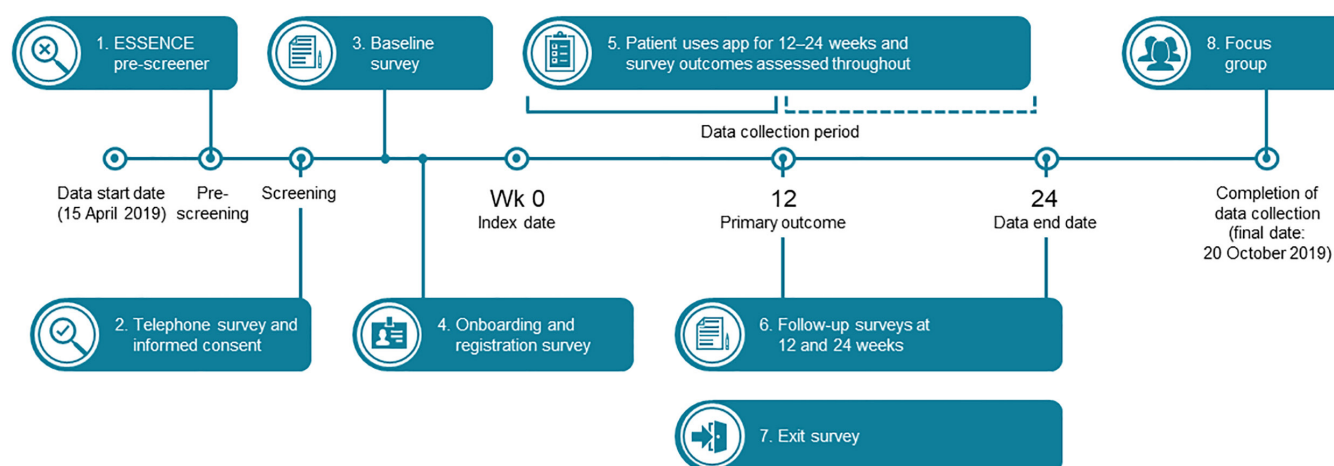 1. ESSENCE
pre-screener
3. Baseline
survey
5. Patient uses app for 12–24 weeks and
survey outcomes assessed throughout
8. Focus
group
Data collection period
Data start date
(15 April 2019)
Pre-
screening
Screening
Wk 0
Index date
12
Primary outcome
24
Data end date
Completion of
data collection
(final date:
20 October 2019)
2. Telephone survey and
informed consent
4. Onboarding and
registration survey
6. Follow-up surveys at
12 and 24 weeks
7. Exit survey